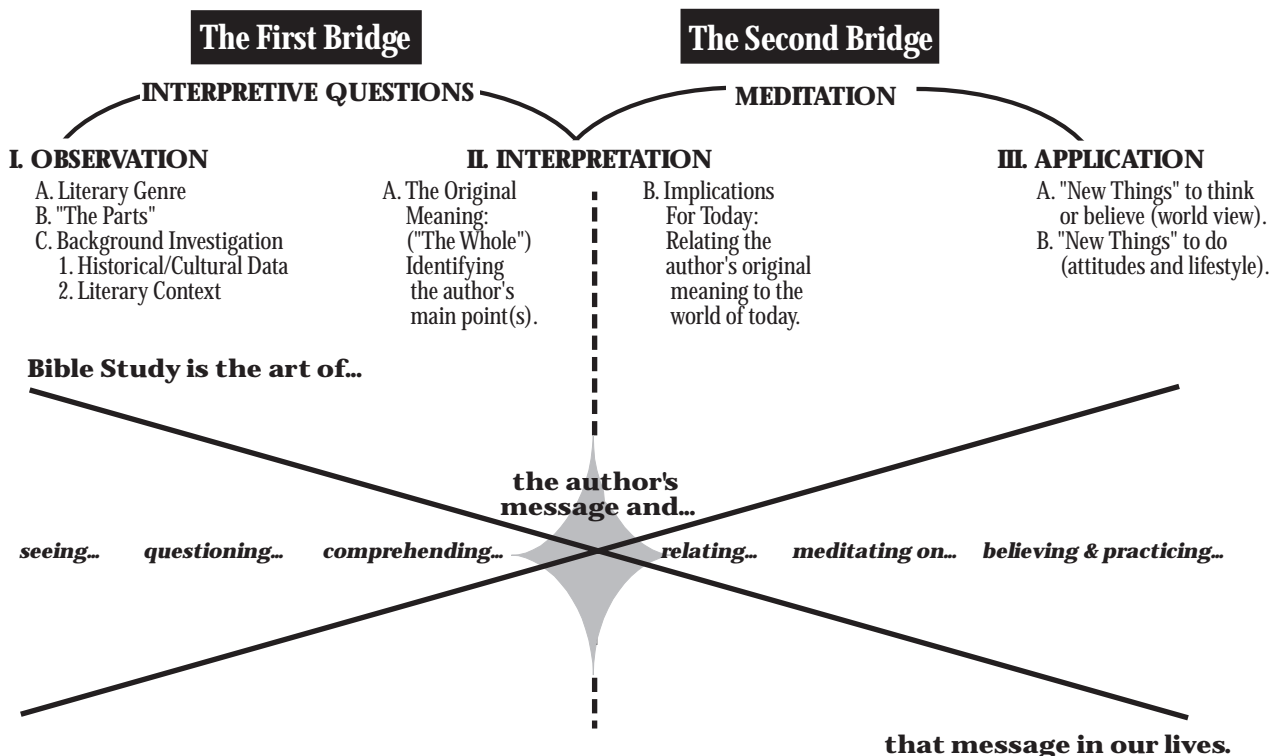 The First Bridge
The Second Bridge
INTERPRETIVE QUESTIONS
MEDITATION
I. OBSERVATION
A. Literary Genre
B. "The Parts"
C. Background Investigation
1. Historical/Cultural Data
2. Literary Context
II. INTERPRETATION
A. The Original
Meaning:
("The Whole")
Identifying
the author's
main point(s).
B. Implications
For Today:
Relating the
author's original
meaning to the
world of today.
III. APPLICATION
A. "New Things" to think
or believe (world view).
B. "New Things" to do
(attitudes and lifestyle).
Bible Study is the art of...
the author's
message and...
seeing... questioning... comprehending... relating... meditating on... believing & practicing...
that message in our lives.